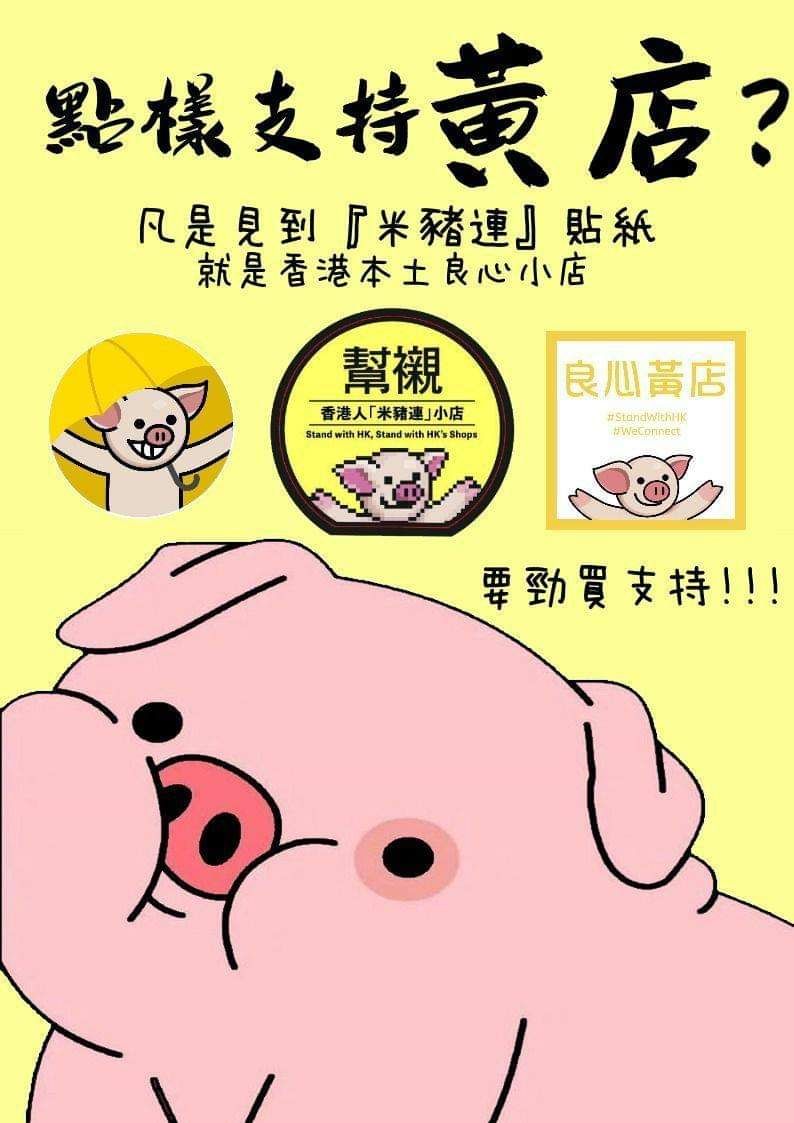 點樣支持黃店?
凡是見到『米豬連』貼紙
就是香港本土良心小店
幫襯
香港人「米豬連」小店
Stand with HK, Stand with HK's Shops
良心黃店
#StandWithHK
#WeConnect
要勁買支持!!!